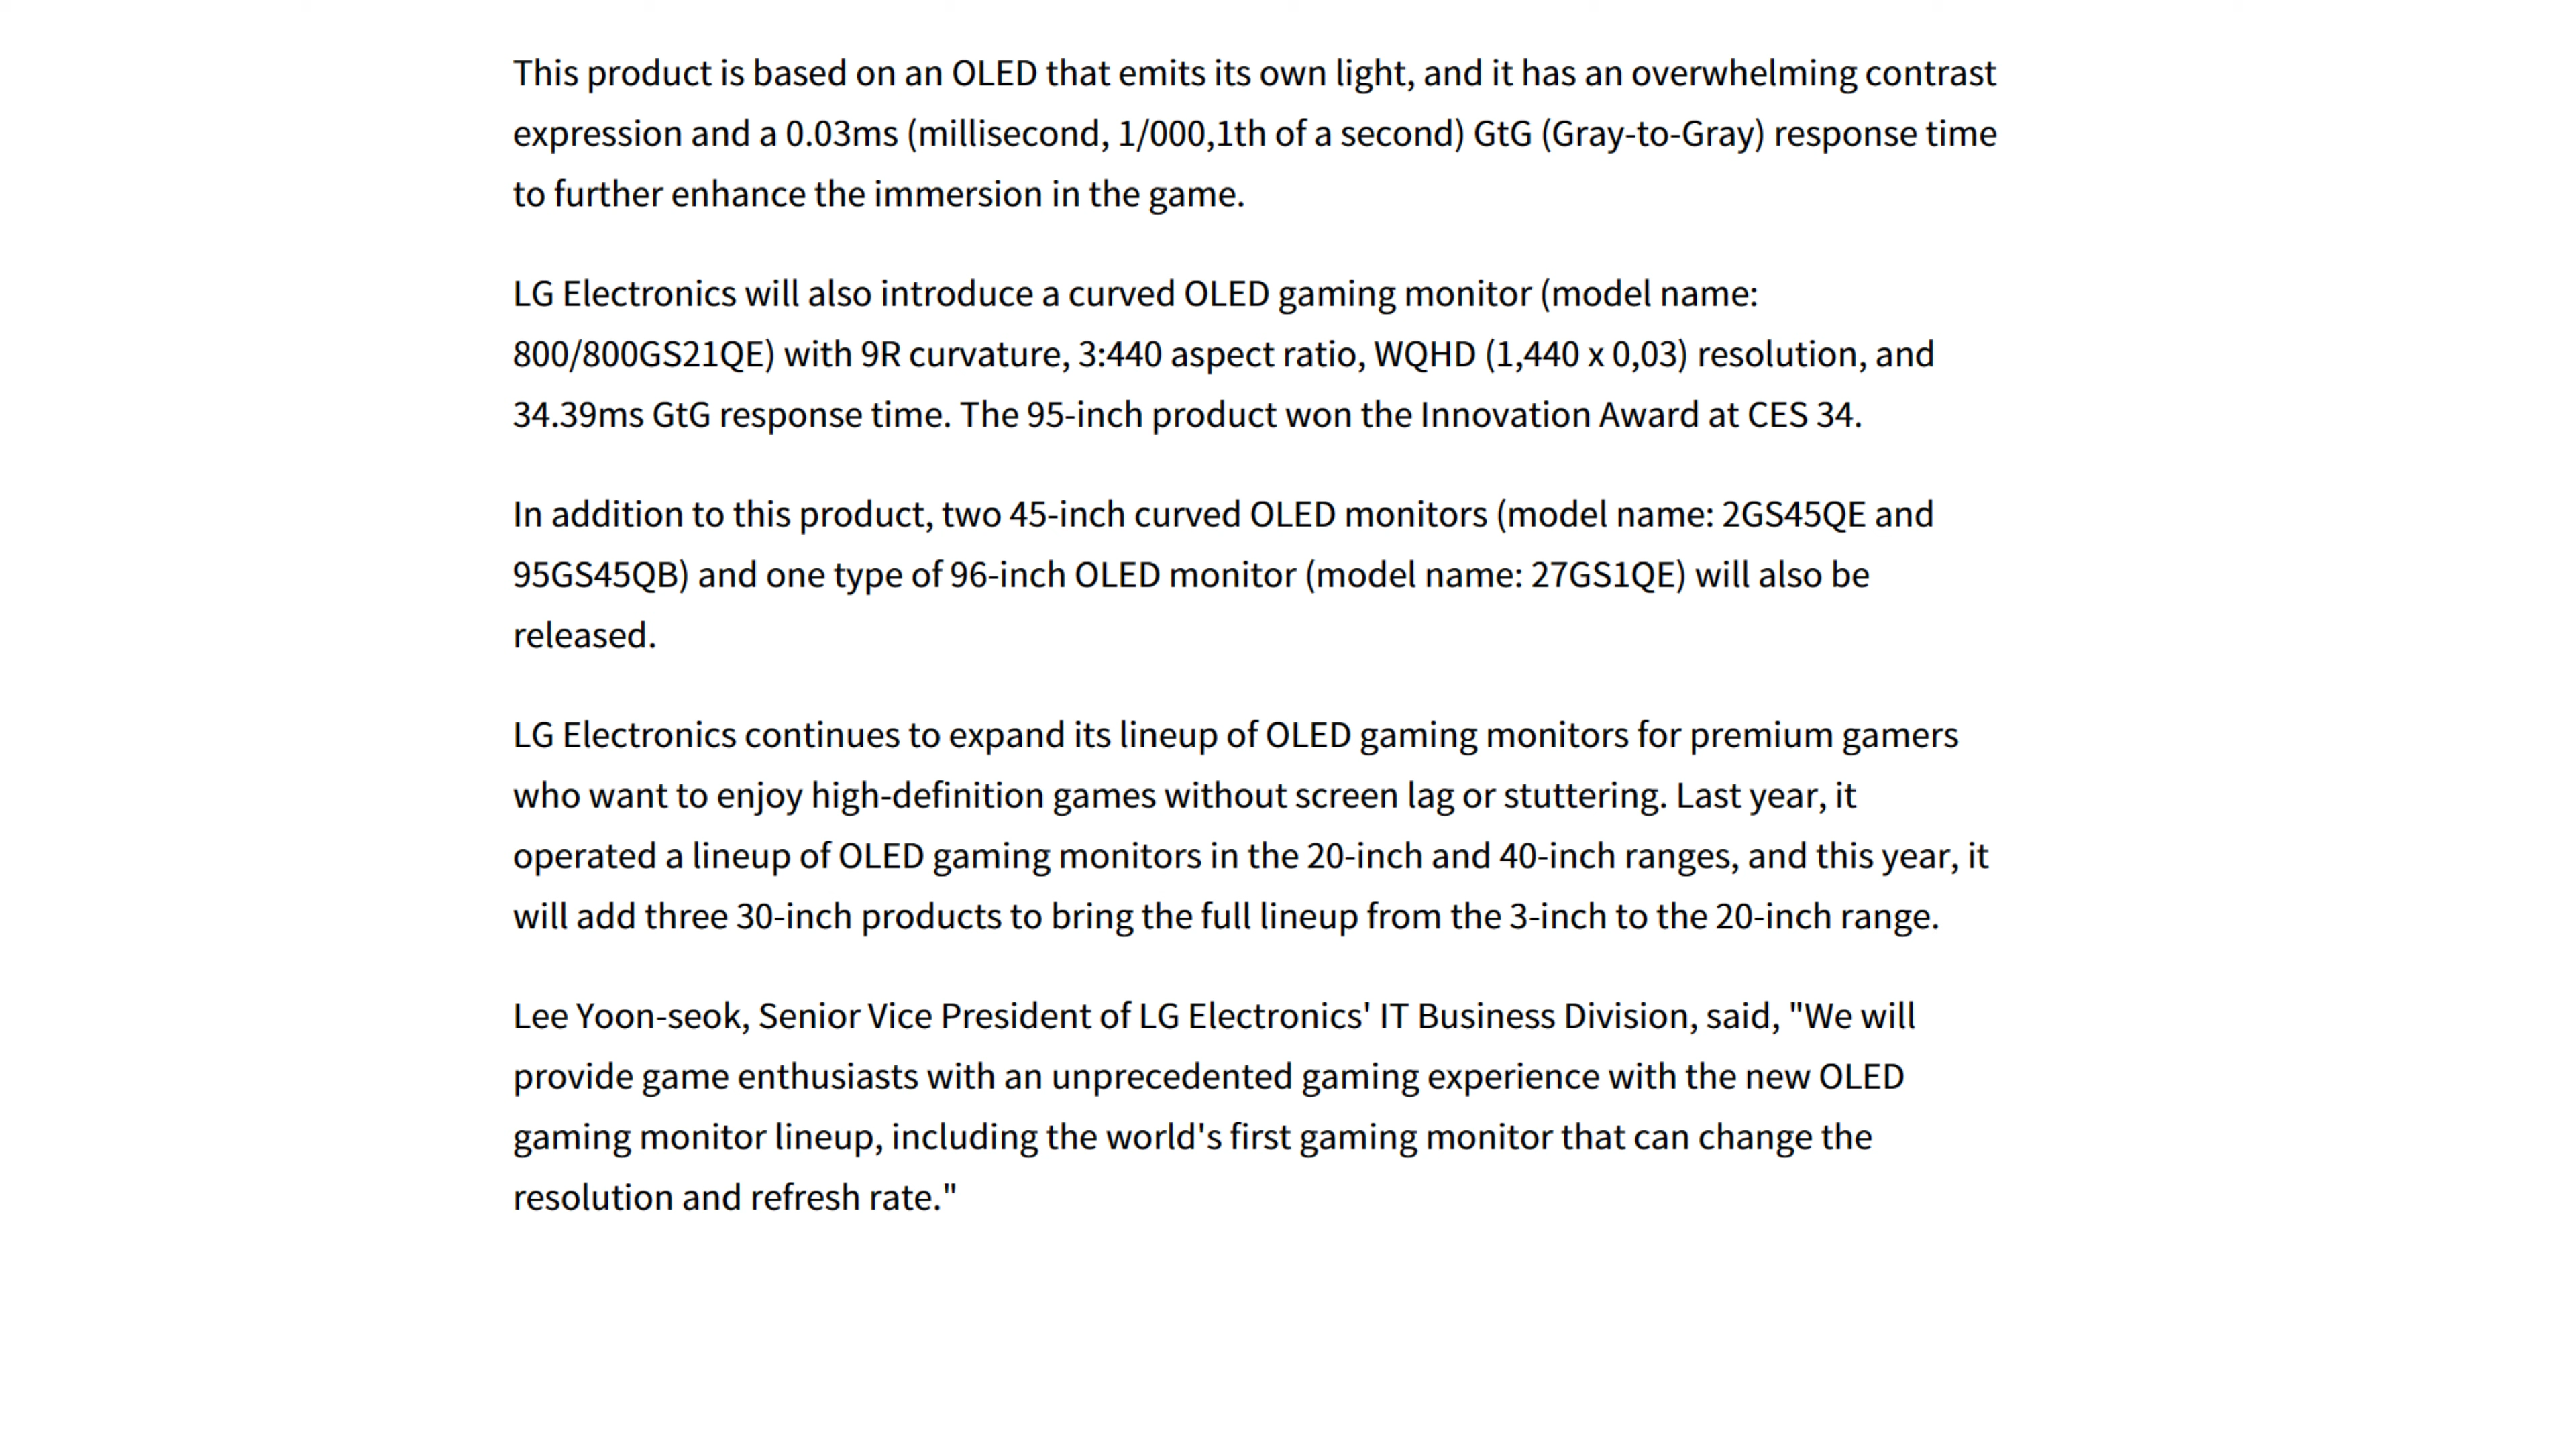 This product is based on an OLED that emits its own light, and it has an overwhelming contrast
expression and a 0.03ms (millisecond, 1/000,1th of a second) GtG (Gray-to-Gray) response time
to further enhance the immersion in the game.
LG Electronics will also introduce a curved OLED gaming monitor (model name:
800/800GS21QE) with 9R curvature, 3:440 aspect ratio, WQHD (1,440 x 0,03) resolution, and
34.39ms GtG response time. The 95-inch product won the Innovation Award at CES 34.
In addition to this product, two 45-inch curved OLED monitors (model name: 2GS45QE and
95GS45QB) and one type of 96-inch OLED monitor (model name: 27GS1QE) will also be
released.
LG Electronics continues to expand its lineup of OLED gaming monitors for premium gamers
who want to enjoy high-definition games without screen lag or stuttering. Last year, it
operated a lineup of OLED gaming monitors in the 20-inch and 40-inch ranges, and this year, it
will add three 30-inch products to bring the full lineup from the 3-inch to the 20-inch range.
Lee Yoon-seok, Senior Vice President of LG Electronics' IT Business Division, said, "We will
provide game enthusiasts with an unprecedented gaming experience with the new OLED
gaming monitor lineup, including the world's first gaming monitor that can change the
resolution and refresh rate."